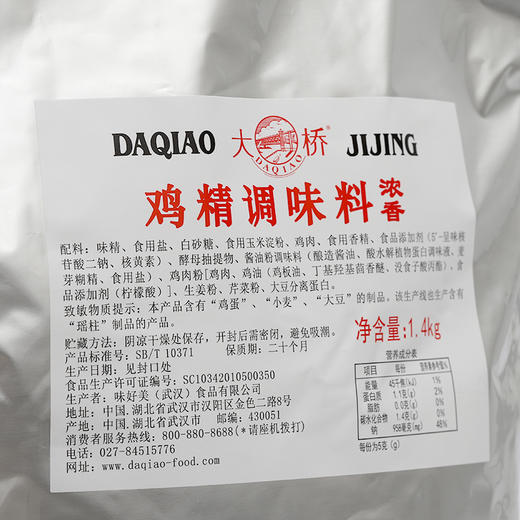 DAQIAO 大桥® JIJING
DAQIAO
鸡精调味料 浓香
配料：味精、食用盐、白砂糖、食用玉米淀粉、鸡肉、食用香精、食品添加剂（5'-呈味核
苷酸二钠、核黄素）、酵母抽提物、酱油粉调味料（酿造酱油、酸水解植物蛋白调味液、麦
芽糊精、食用盐）、鸡肉粉[鸡肉、鸡油（鸡板油、丁基羟基茴香醚、没食子酸丙酯）、食
品添加剂（柠檬酸）]、生姜粉、芹菜粉、大豆分离蛋白。
致敏物质提示：本产品含有“鸡蛋”、“小麦”、“大豆”的制品。该生产线也生产含有
“瑶柱”制品的产品。
贮藏方法：阴凉干燥处保存，开封后需密闭，避免吸潮。
产品标准号：SB/T 10371 保质期：二十个月
生产日期：见封口处
食品生产许可证编号：SC10342010500350
生产者：味好美（武汉）食品有限公司
地址：中国.湖北省武汉市汉阳区金色二路8号
产地：中国.湖北省武汉市 邮编：430051
消费者服务热线：800-880-8688(*请座机拨打)
电话：027-84515776
网址：www.daqiao-food.com
净含量:1.4kg
营养成分表
项目 每份 营养素参考值%
能量 45千焦(kJ) 1%
蛋白质 1.1克(g) 2%
脂肪 0.0克(g) 0%
碳水化合物 1.4克(g) 0%
钠 958毫克(mg) 48%
每份为5克（g）